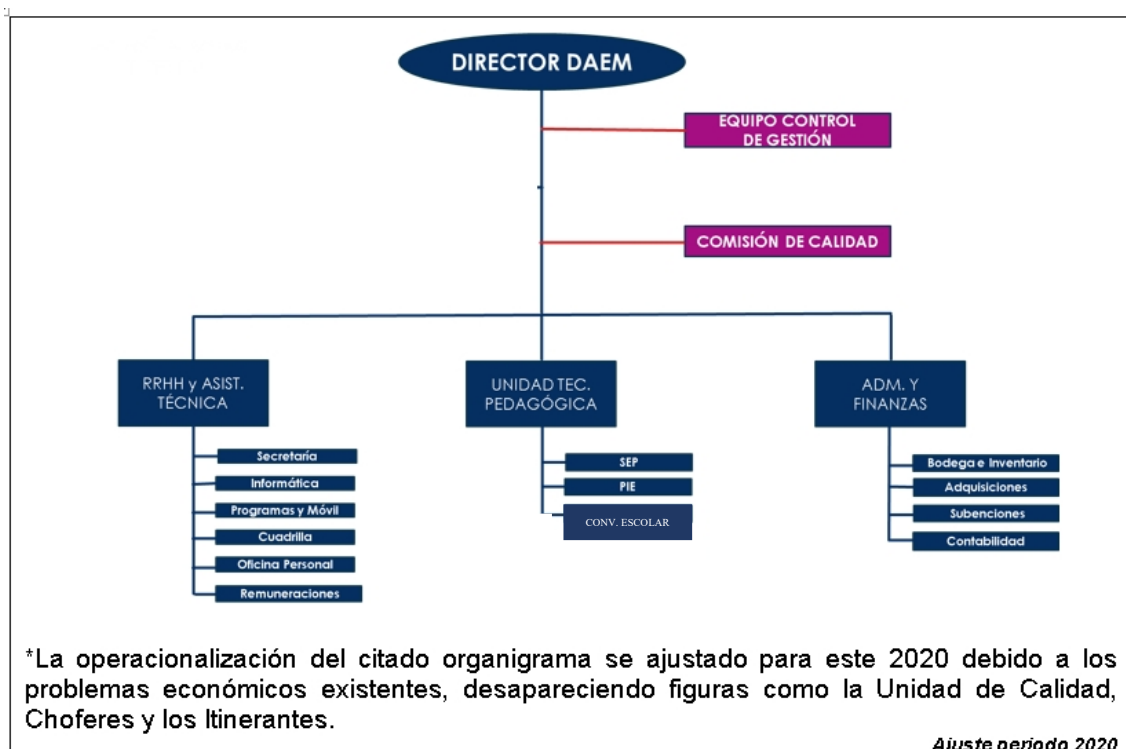 DIRECTOR DAEM
EQUIPO CONTROL
DE GESTIÓN
COMISIÓN DE CALIDAD
RRHH y ASIST.
TÉCNICA
Secretaría
Informática
Programas y Móvil
Cuadrilla
Oficina Personal
Remuneraciones
UNIDAD TEC.
PEDAGÓGICA
SEP
PIE
CONV. ESCOLAR
ADM. Y
FINANZAS
Bodega e Inventario
Adquisiciones
Subenciones
Contabilidad
*La operacionalización del citado organigrama se ajustado para este 2020 debido a los
problemas económicos existentes, desapareciendo figuras como la Unidad de Calidad,
Choferes y los Itinerantes.
Ajuste periodo 2020